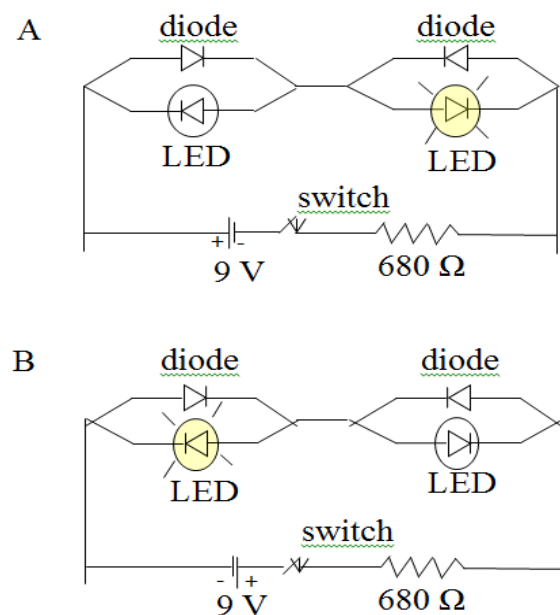 A
diode diode
LED LED
switch
+ -
9 V 680 Ω
B
diode diode
LED LED
switch
- +
9 V 680 Ω